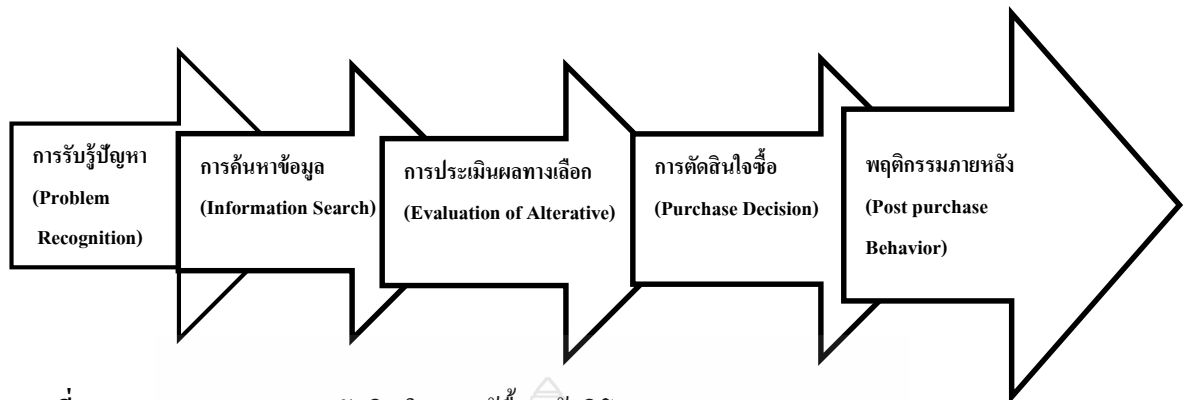 การรับรู้ปัญหา
(Problem
Recognition)
การค้นหาข้อมูล
(Information Search)
การประเมินผลทางเลือก
(Evaluation of Alterative)
การตัดสินใจซื้อ
(Purchase Decision)
พฤติกรรมภายหลัง
(Post purchase
Behavior)